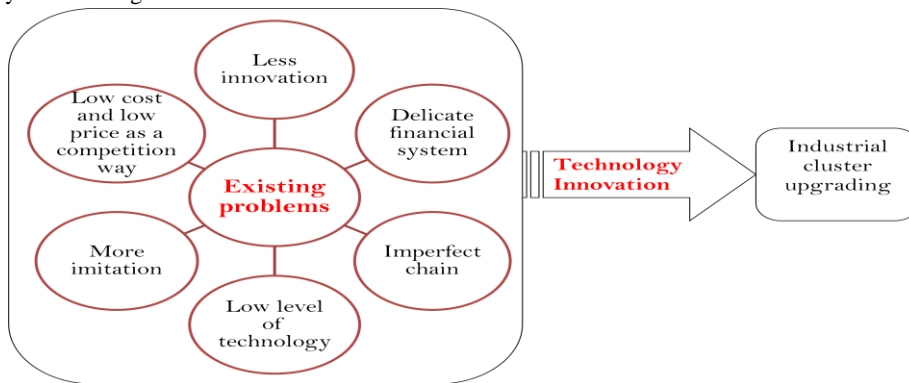 Less
innovation
Low cost
and low
price as a
competition
way
Delicate
financial
system
Existing
problems
More
imitation
Imperfect
chain
Low level
of
technology
Technology
Innovation
Industrial
cluster
upgrading